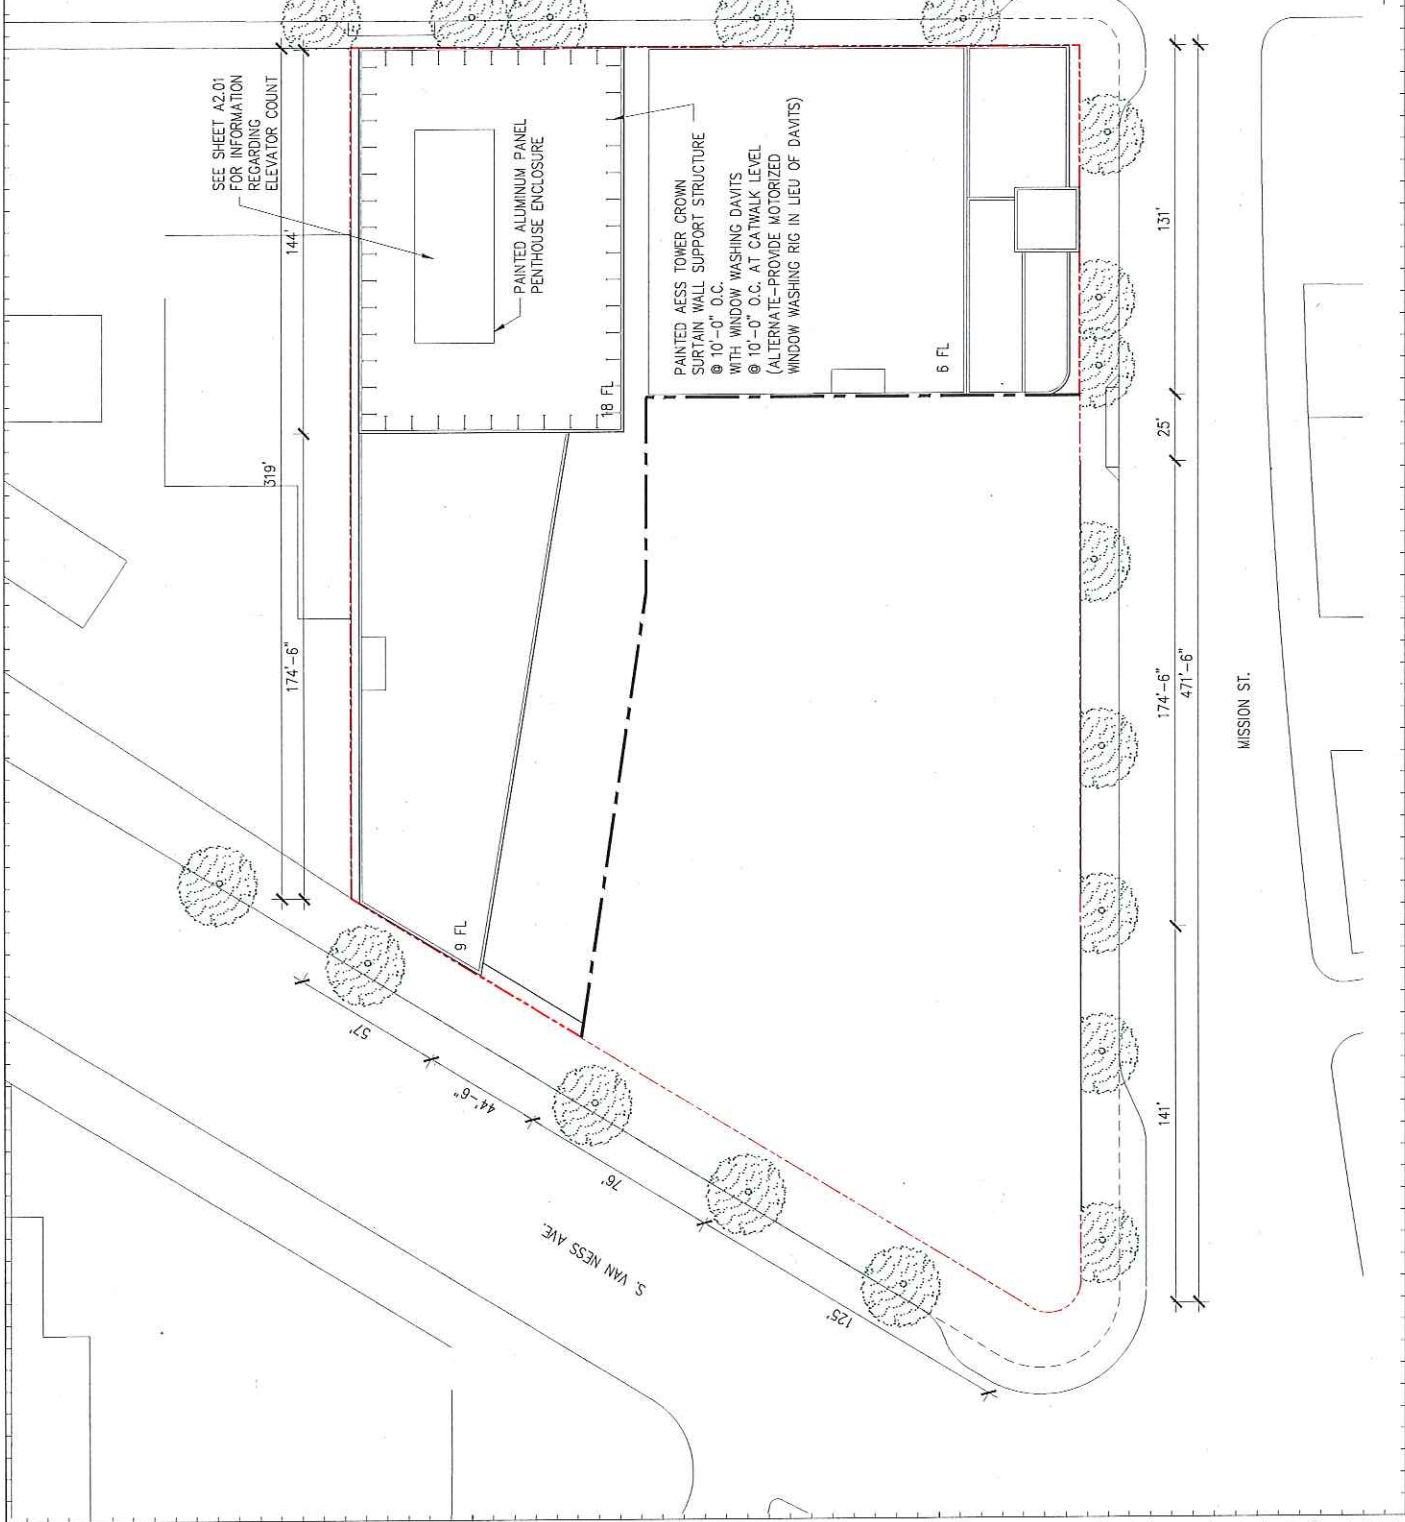 SEE SHEET A2.01
FOR INFORMATION
REGARDING
ELEVATOR COUNT
144'
319'
174'-6"
PAINTED ALUMINUM PANEL
PENTHOUSE ENCLOSURE
18 FL
PAINTED AESS TOWER CROWN
SURTAIN WALL SUPPORT STRUCTURE
@ 10'-0" O.C.
WITH WINDOW WASHING DAVITS
@ 10'-0" O.C. AT CATWALK LEVEL
(ALTERNATE-PROVIDE MOTORIZED
WINDOW WASHING RIG IN LIEU OF DAVITS)
6 FL
9 FL
131'
25'
174'-6"
471'-6"
141'
MISSION ST.
57'
44'-6"
76'
125'
S. VAN NESS AVE.